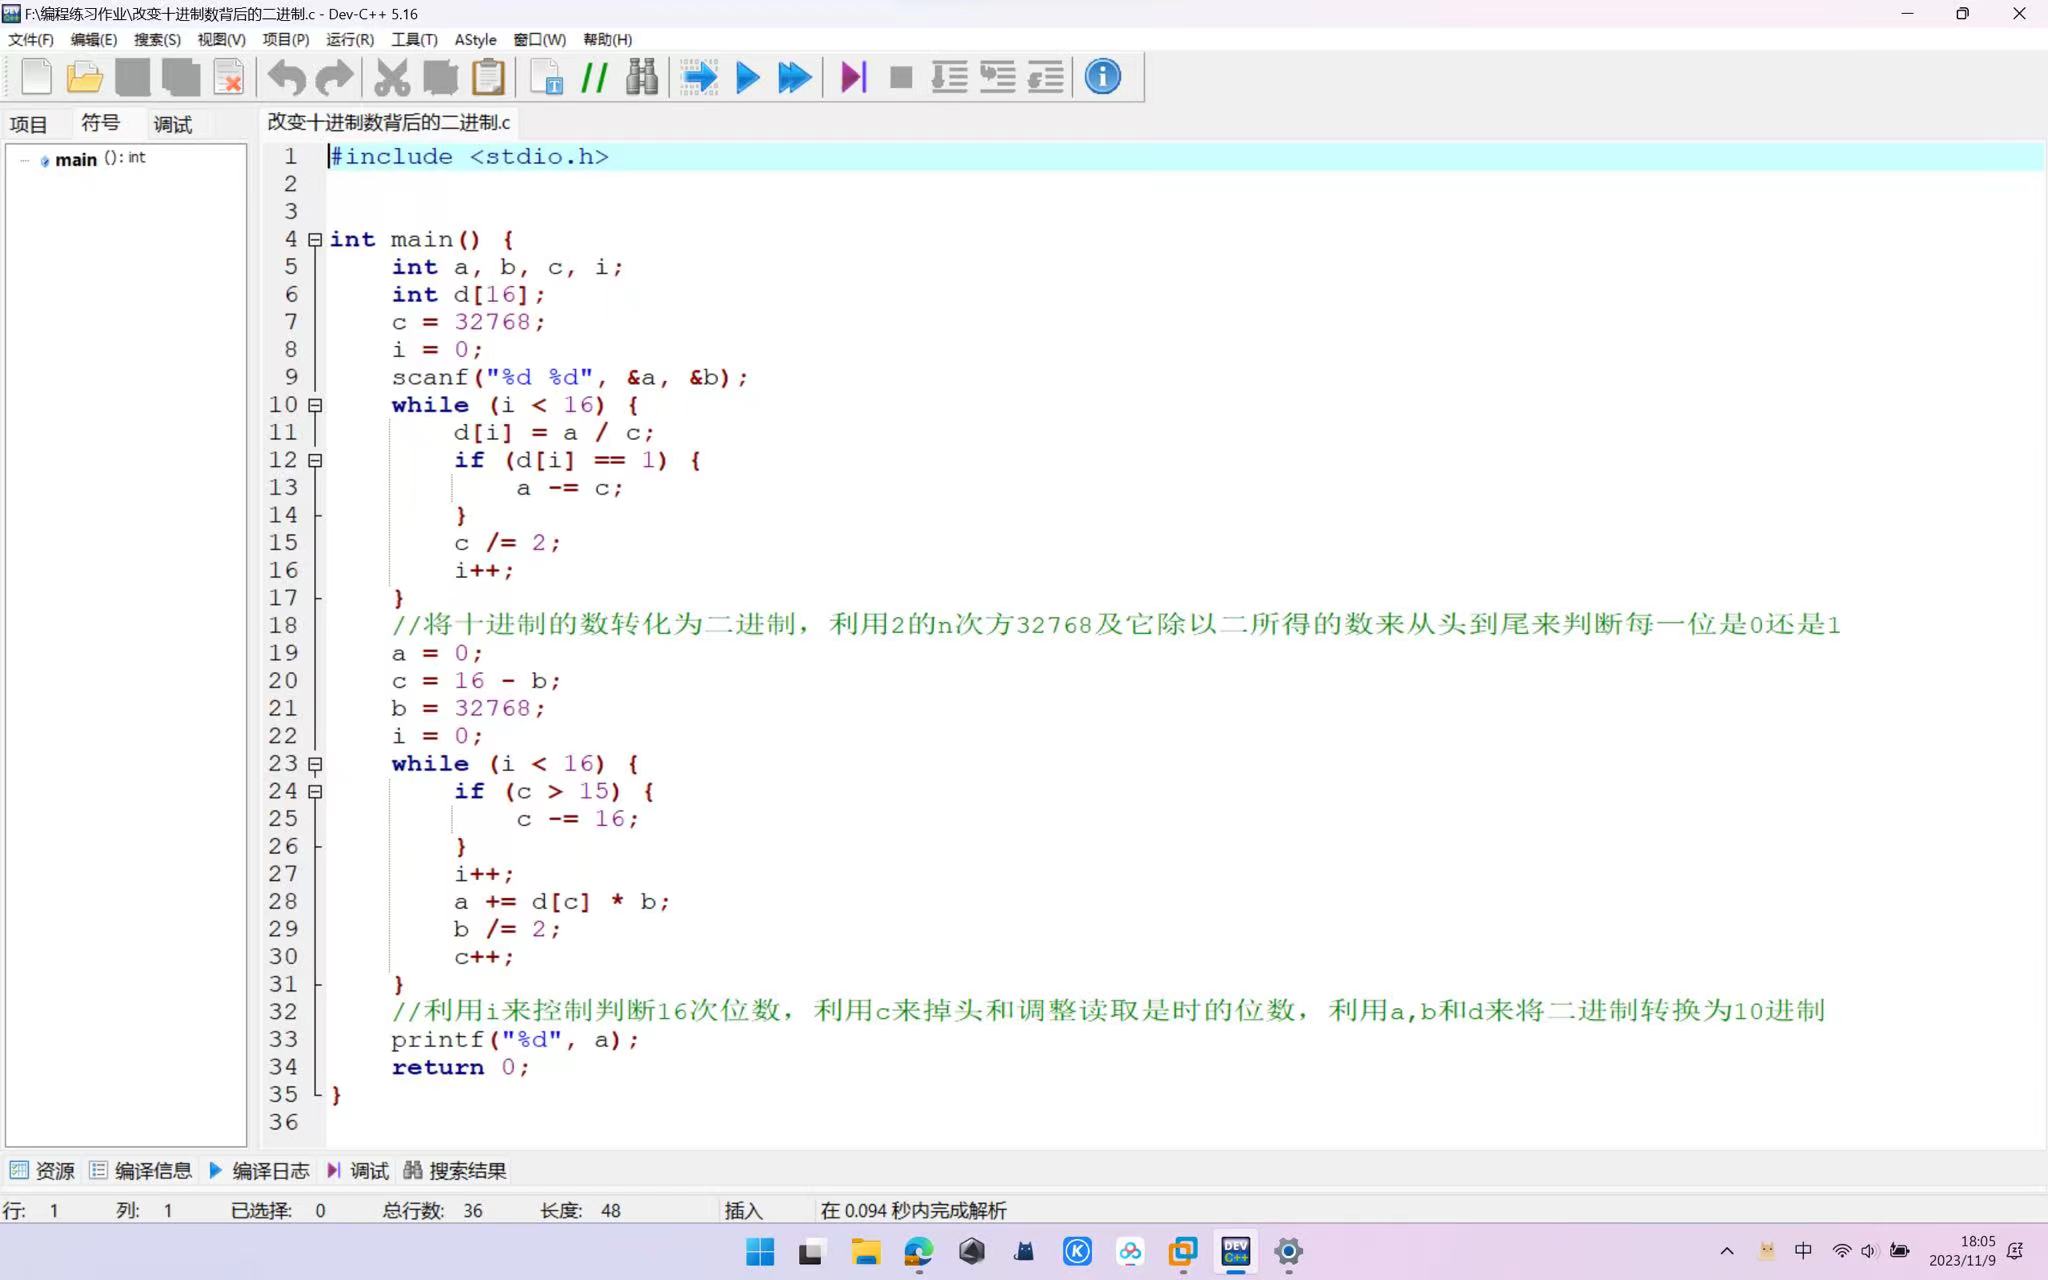 F:\编程练习作业\改变十进制数背后的二进制.c - Dev-C++ 5.16
文件(F) 编辑(E) 搜索(S) 视图(V) 项目(P) 运行(R) 工具(T) AStyle 窗口(W) 帮助(H)
项目 符号 调试
改变十进制数背后的二进制.c
main () : int
1 #include <stdio.h>
2
3
4 int main() {
5 int a, b, c, i;
6 int d[16];
7 c = 32768;
8 i = 0;
9 scanf("%d %d", &a, &b);
10 while (i < 16) {
11 d[i] = a / c;
12 if (d[i] == 1) {
13 a -= c;
14 }
15 c /= 2;
16 i++;
17 }
18 //将十进制的数转化为二进制，利用2的n次方32768及它除以二所得的数来从头到尾来判断每一位是0还是1
19 a = 0;
20 c = 16 - b;
21 b = 32768;
22 i = 0;
23 while (i < 16) {
24 if (c > 15) {
25 c -= 16;
26 }
27 i++;
28 a += d[c] * b;
29 b /= 2;
30 c++;
31 }
32 //利用i来控制判断16次位数，利用c来掉头和调整读取是时的位数，利用a,b和d来将二进制转换为10进制
33 printf("%d", a);
34 return 0;
35 }
36
资源 编译信息 编译日志 调试 搜索结果
行: 1 列: 1 已选择: 0 总行数: 36 长度: 48 插入 在 0.094 秒内完成解析
DEV C++
中
18:05
2023/11/9